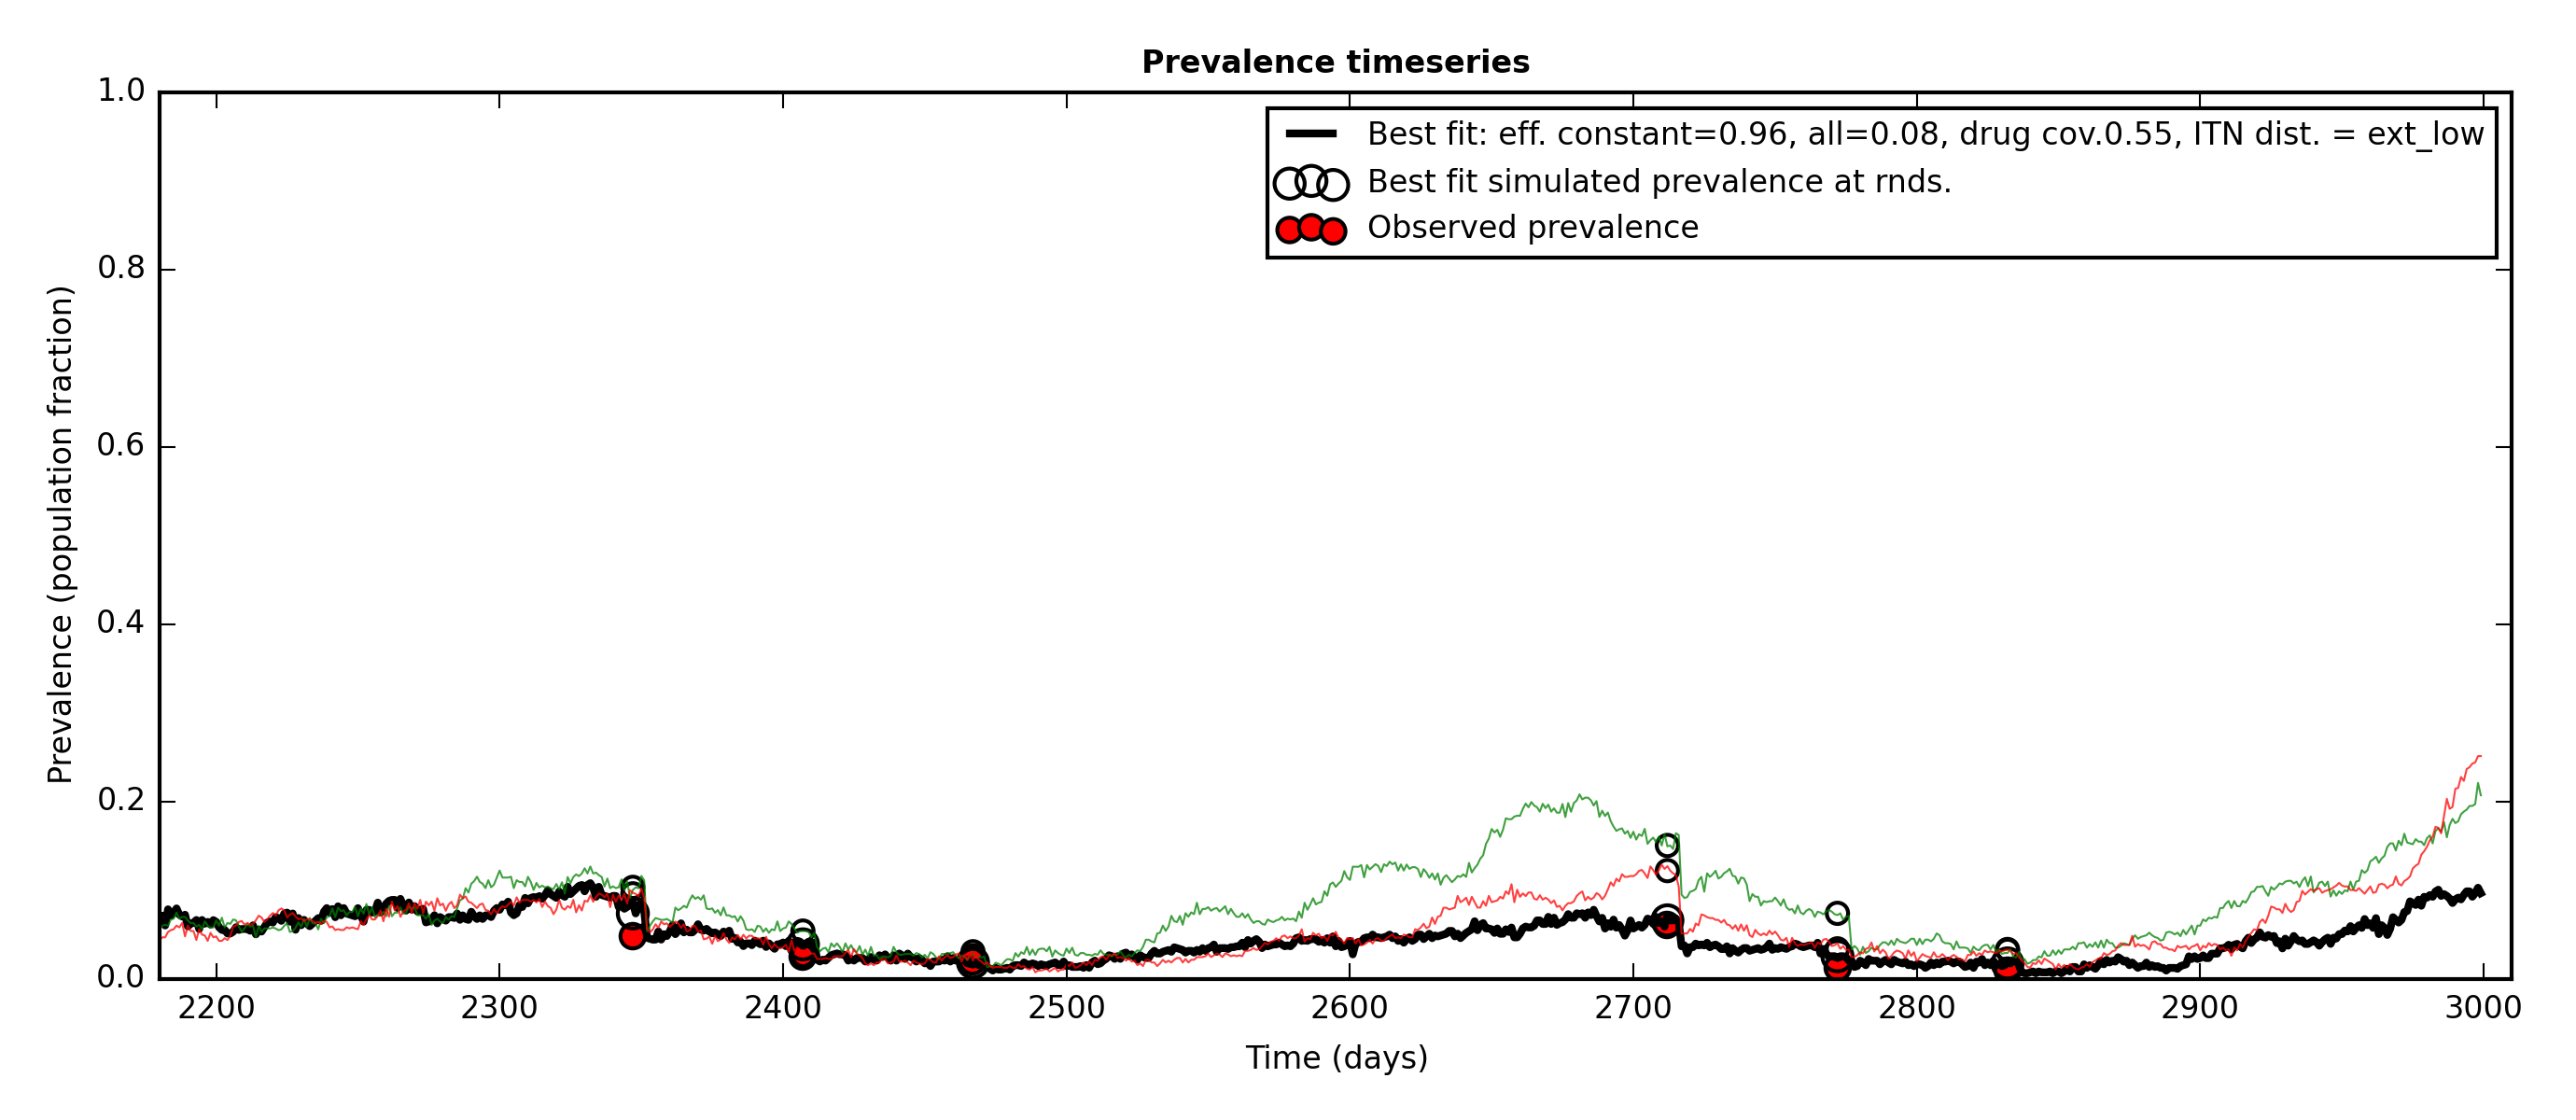 Prevalence timeseries
1.0
0.8
0.6
0.4
0.2
0.0
Prevalence (population fraction)
Best fit: eff. constant=0.96, all=0.08, drug cov.0.55, ITN dist. = ext_low
Best fit simulated prevalence at rnds.
Observed prevalence
2200 2300 2400 2500 2600 2700 2800 2900 3000
Time (days)